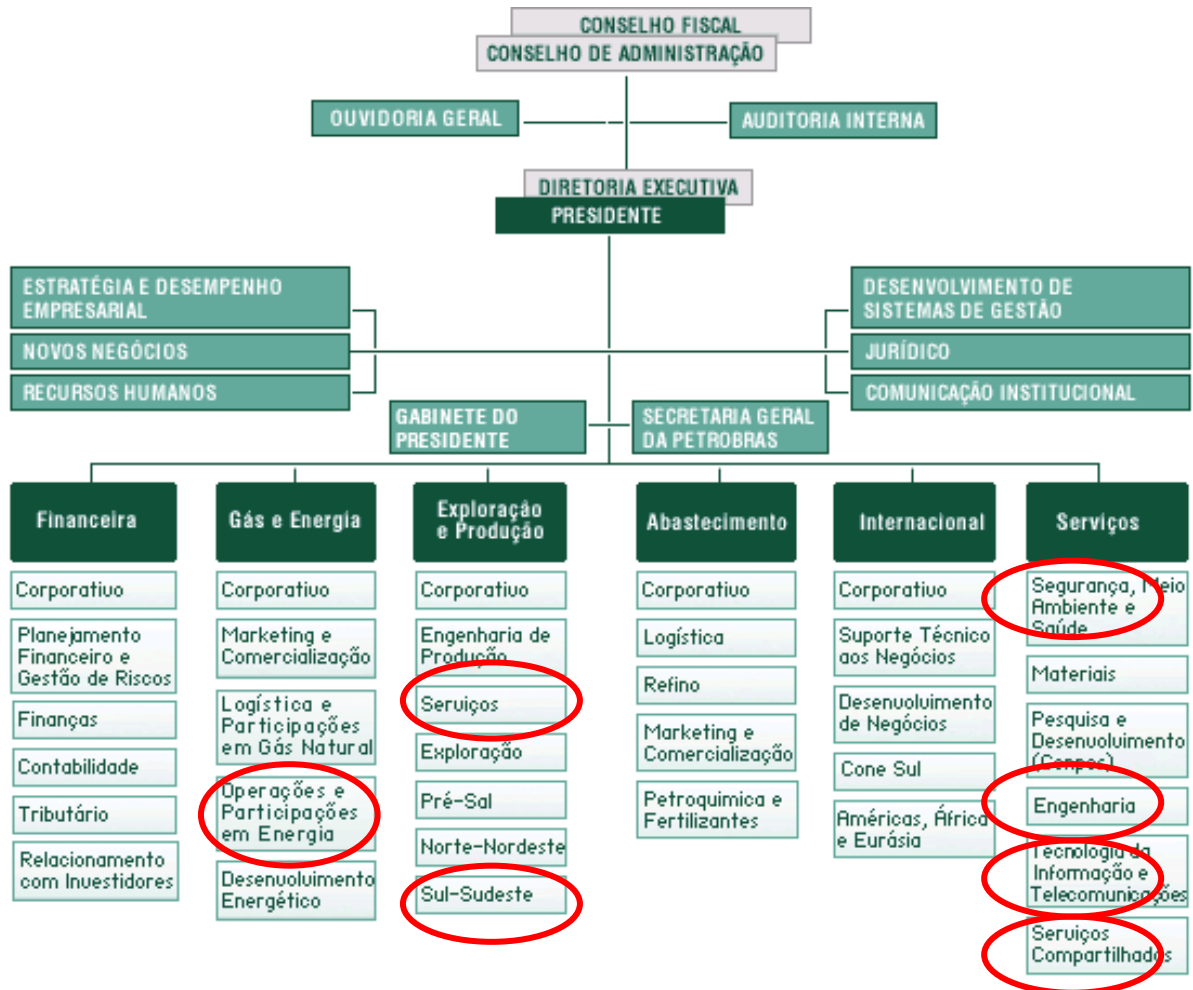 CONSELHO FISCAL
CONSELHO DE ADMINISTRAÇÃO
OUVIDORIA GERAL
AUDITORIA INTERNA
DIRETORIA EXECUTIVA
PRESIDENTE
ESTRATÉGIA E DESEMPENHO
EMPRESARIAL
NOVOS NEGÓCIOS
RECURSOS HUMANOS
DESENVOLVIMENTO DE
SISTEMAS DE GESTÃO
JURÍDICO
COMUNICAÇÃO INSTITUCIONAL
GABINETE DO
PRESIDENTE
SECRETARIA GERAL
DA PETROBRAS
Financeira
Corporativo
Planejamento
Financeiro e
Gestão de Riscos
Finanças
Contabilidade
Tributário
Relacionamento
com Investidores
Gás e Energia
Corporativo
Marketing e
Comercialização
Logística e
Participações
em Gás Natural
Operações e
Participações
em Energia
Desenvolvimento
Energético
Exploração
e Produção
Corporativo
Engenharia de
Produção
Serviços
Exploração
Pré-Sal
Norte-Nordeste
Sul-Sudeste
Abastecimento
Corporativo
Logística
Refino
Marketing e
Comercialização
Petroquimica e
Fertilizantes
Internacional
Corporativo
Suporte Técnico
aos Negócios
Desenvolvimento
de Negócios
Cone Sul
Américas, África
e Eurásia
Serviços
Segurança, Meio
Ambiente e
Saúde
Materiais
Pesquisa e
Desenvolvimento
(Cenpes)
Engenharia
Tecnologia da
Informação e
Telecomunicações
Serviços
Compartilhados